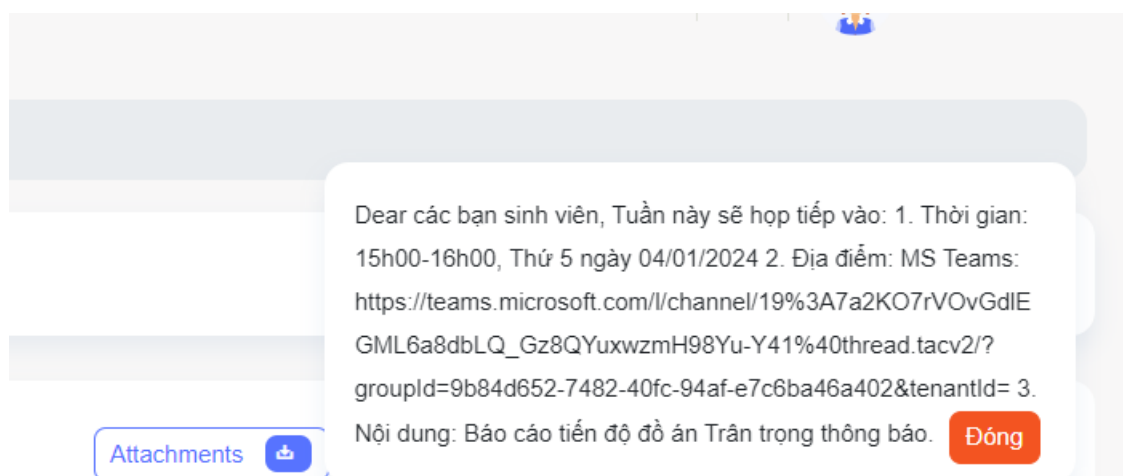 Dear các bạn sinh viên, Tuần này sẽ họp tiếp vào: 1. Thời gian:
15h00-16h00, Thứ 5 ngày 04/01/2024 2. Địa điểm: MS Teams:
https://teams.microsoft.com/l/channel/19%3A7a2KO7rVOvGdlE
GML6a8dbLQ_Gz8QYuxwzmH98Yu-Y41%40thread.tacv2/?
groupId=9b84d652-7482-40fc-94af-e7c6ba46a402&tenantId= 3.
Nội dung: Báo cáo tiến độ đồ án Trân trọng thông báo.
Đóng
Attachments